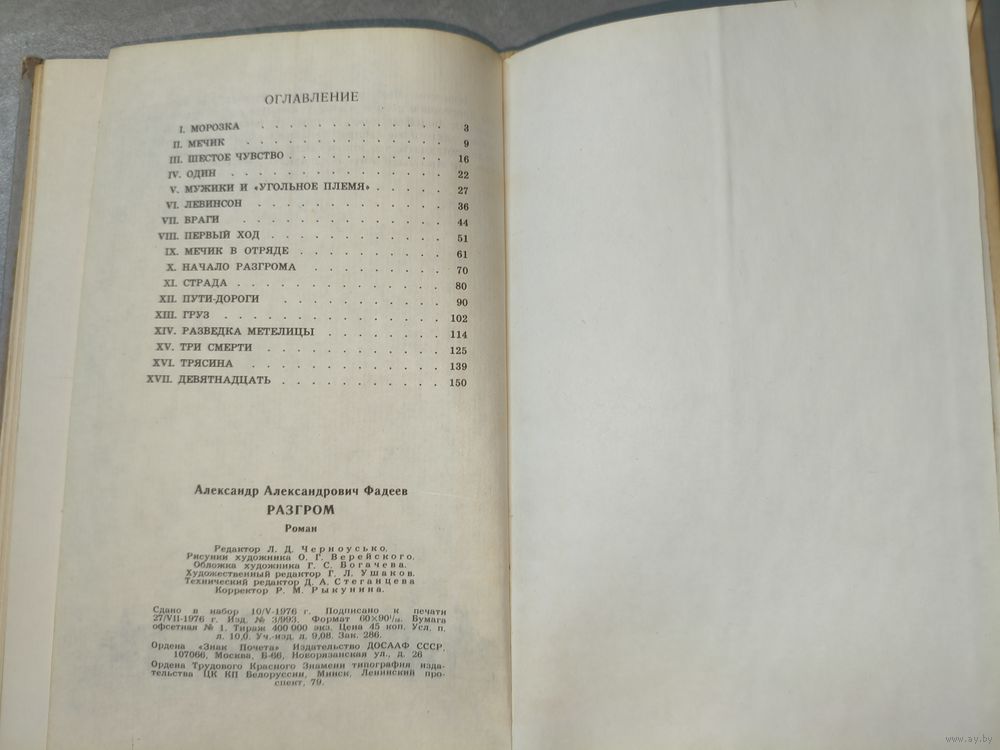 ОГЛАВЛЕНИЕ
I. МОРОЗКА . . . . . . . . . . . . 3
II. МЕЧИК . . . . . . . . . . . . 9
III. ШЕСТОЕ ЧУВСТВО . . . . . . . . . 16
IV. ОДИН . . . . . . . . . . . . 22
V. МУЖИКИ И «УГОЛЬНОЕ ПЛЕМЯ» . . . . . 27
VI. ЛЕВИНСОН . . . . . . . . . . . 36
VII. ВРАГИ . . . . . . . . . . . . 44
VIII. ПЕРВЫЙ ХОД . . . . . . . . . . 51
IX. МЕЧИК В ОТРЯДЕ . . . . . . . . . 61
X. НАЧАЛО РАЗГРОМА . . . . . . . . 70
XI. СТРАДА . . . . . . . . . . . . 80
XII. ПУТИ-ДОРОГИ . . . . . . . . . 90
XIII. ГРУЗ . . . . . . . . . . . . 102
XIV. РАЗВЕДКА МЕТЕЛИЦЫ . . . . . . . 114
XV. ТРИ СМЕРТИ . . . . . . . . . . 125
XVI. ТРЯСИНА . . . . . . . . . . . 139
XVII. ДЕВЯТНАДЦАТЬ . . . . . . . . . 150
Александр Александрович Фадеев
РАЗГРОМ
Роман
Редактор Л. Д. Черноусько.
Рисунки художника О. Г. Верейского.
Обложка художника Г. С. Богачева.
Художественный редактор Г. Л. Ушаков.
Технический редактор Д. А. Стеганцева
Корректор Р. М. Рыкунина.
Сдано в набор 10/V-1976 г. Подписано к печати
27/VII-1976 г. Изд. № 3/993. Формат 60×90¹/₁₆. Бумага
офсетная № 1. Тираж 400 000 экз. Цена 45 коп. Усл. п.
л. 10,0. Уч.-изд. л. 9,08. Зак. 286.
Ордена «Знак Почета» Издательство ДОСААФ СССР,
107066, Москва, Б-66, Новорязанская ул., д. 26
Ордена Трудового Красного Знамени типография изда-
тельства ЦК КП Белоруссии, Минск, Ленинский про-
спект, 79.
© www.ay.by